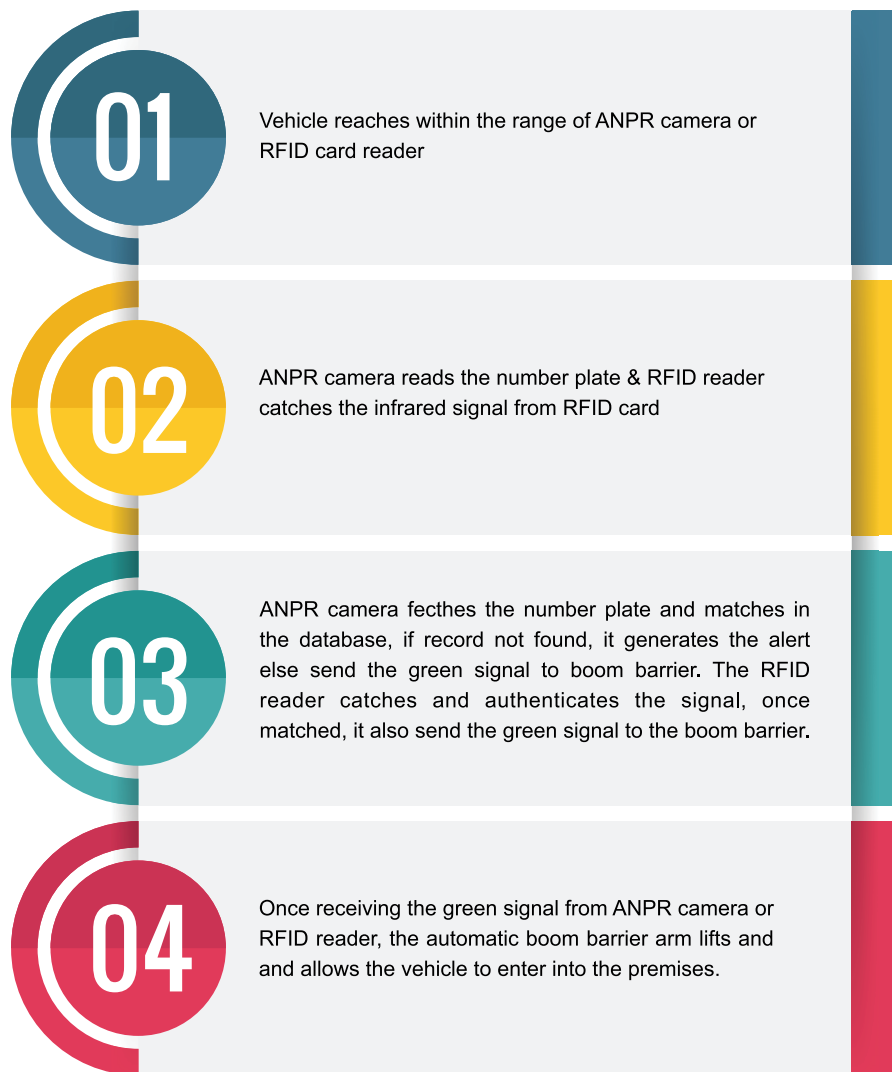 01
Vehicle reaches within the range of ANPR camera or
RFID card reader
02
ANPR camera reads the number plate & RFID reader
catches the infrared signal from RFID card
03
ANPR camera fecthes the number plate and matches in
the database, if record not found, it generates the alert
else send the green signal to boom barrier. The RFID
reader catches and authenticates the signal, once
matched, it also send the green signal to the boom barrier.
04
Once receiving the green signal from ANPR camera or
RFID reader, the automatic boom barrier arm lifts and
and allows the vehicle to enter into the premises.